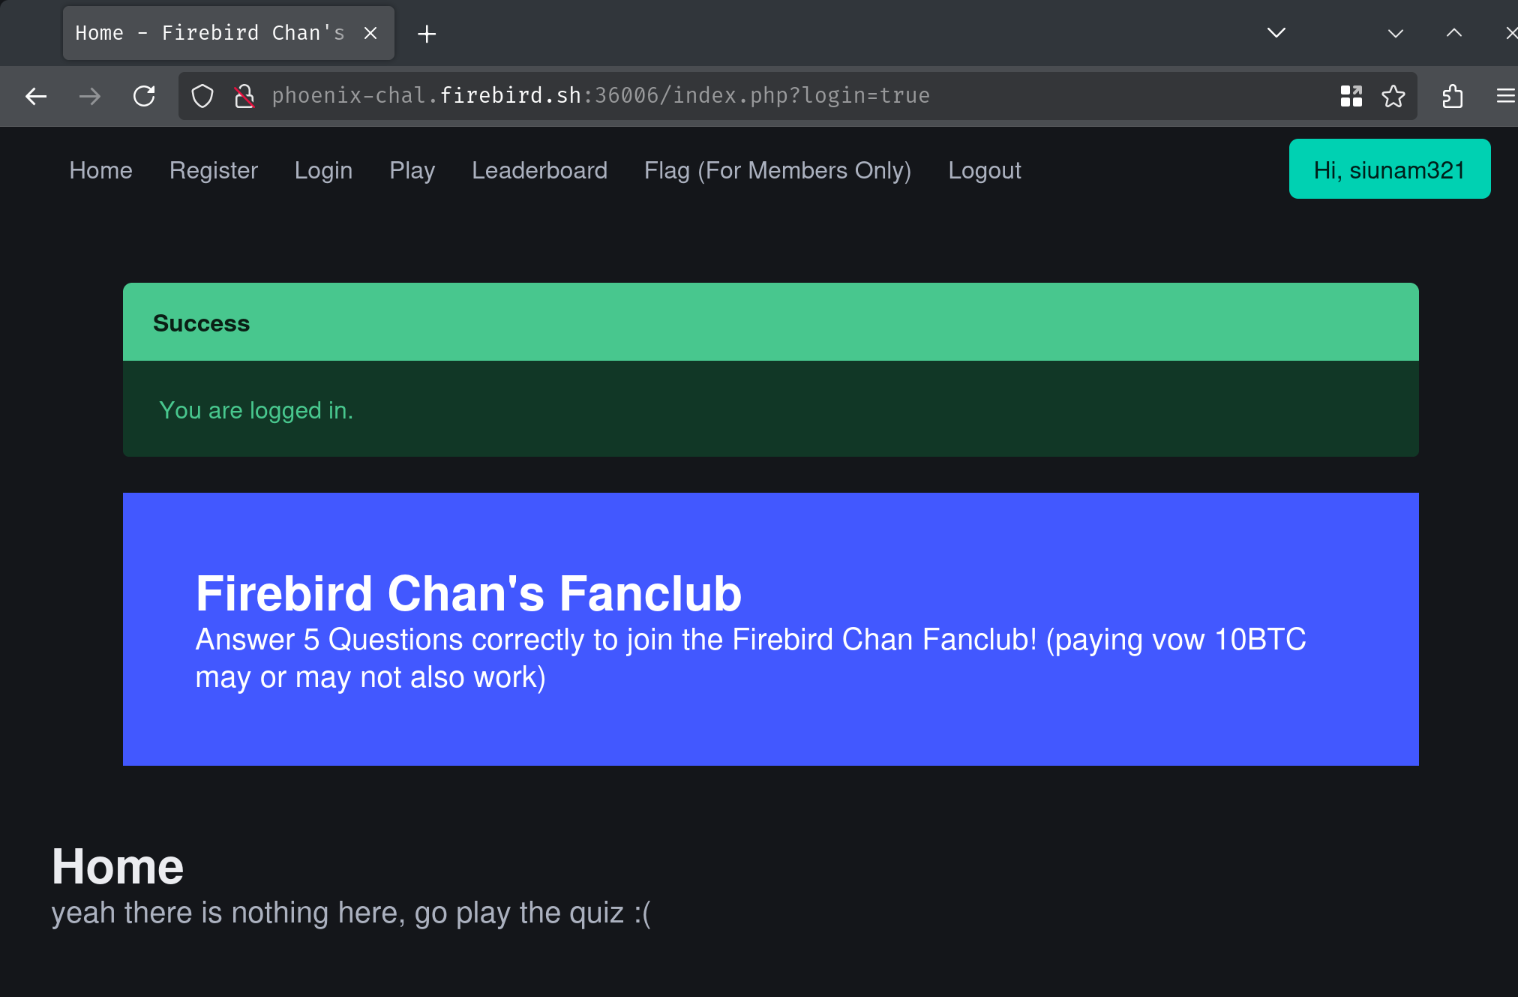 Home - Firebird Chan's
phoenix-chal.firebird.sh:36006/index.php?login=true
Home Register Login Play Leaderboard Flag (For Members Only) Logout Hi, siunam321
Success
You are logged in.
Firebird Chan's Fanclub
Answer 5 Questions correctly to join the Firebird Chan Fanclub! (paying vow 10BTC
may or may not also work)
Home
yeah there is nothing here, go play the quiz :(